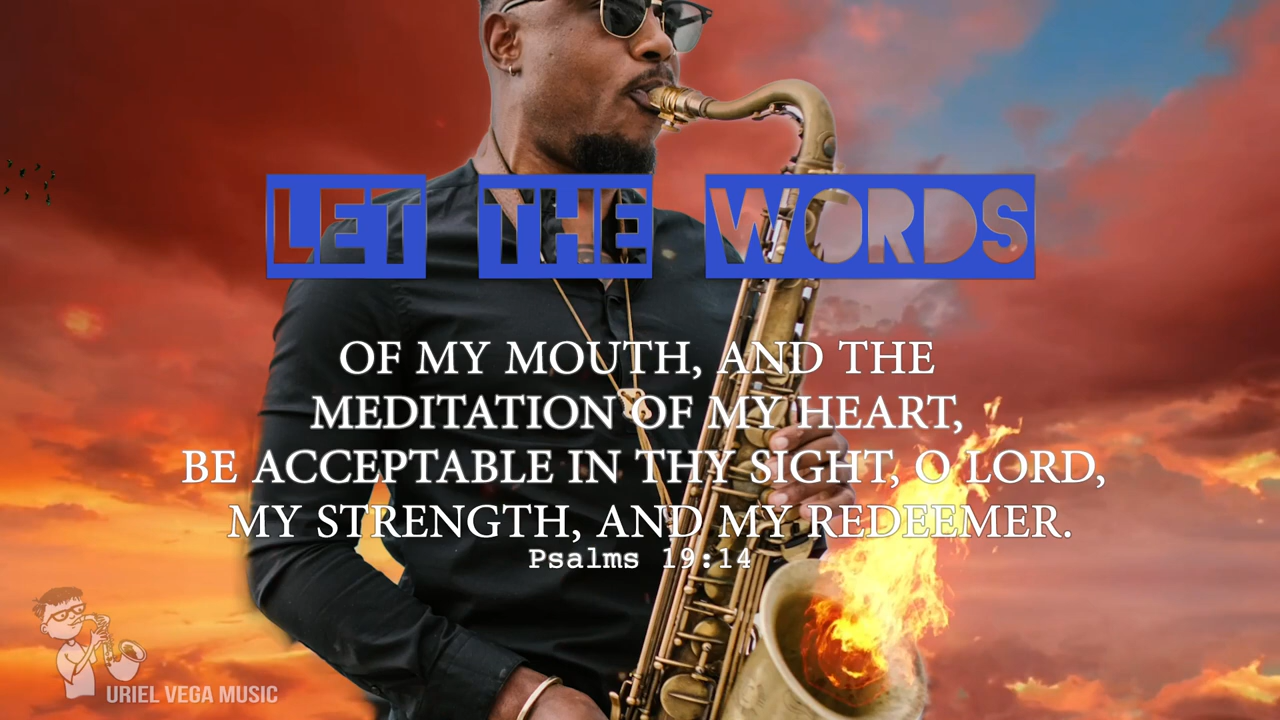 LET THE WORDS
OF MY MOUTH, AND THE
MEDITATION OF MY HEART,
BE ACCEPTABLE IN THY SIGHT, O LORD,
MY STRENGTH, AND MY REDEEMER.
Psalms 19:14
URIEL VEGA MUSIC